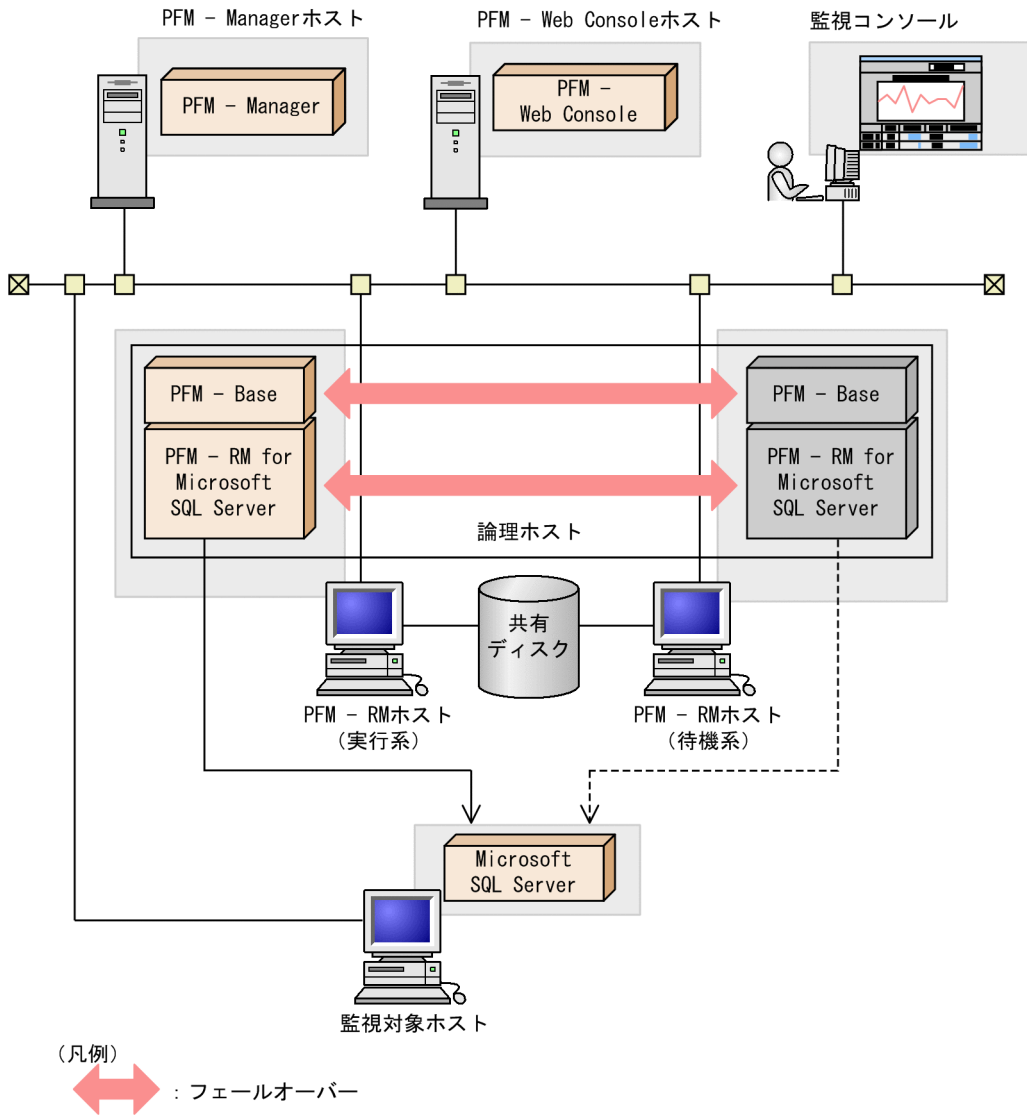 PFM - Managerホスト
PFM - Web Consoleホスト
監視コンソール
PFM - Manager
PFM -
Web Console
PFM - Base
PFM - Base
PFM - RM for
Microsoft
SQL Server
PFM - RM for
Microsoft
SQL Server
論理ホスト
共有
ディスク
PFM - RMホスト
(実行系)
PFM - RMホスト
(待機系)
Microsoft
SQL Server
監視対象ホスト
(凡例)
: フェールオーバー